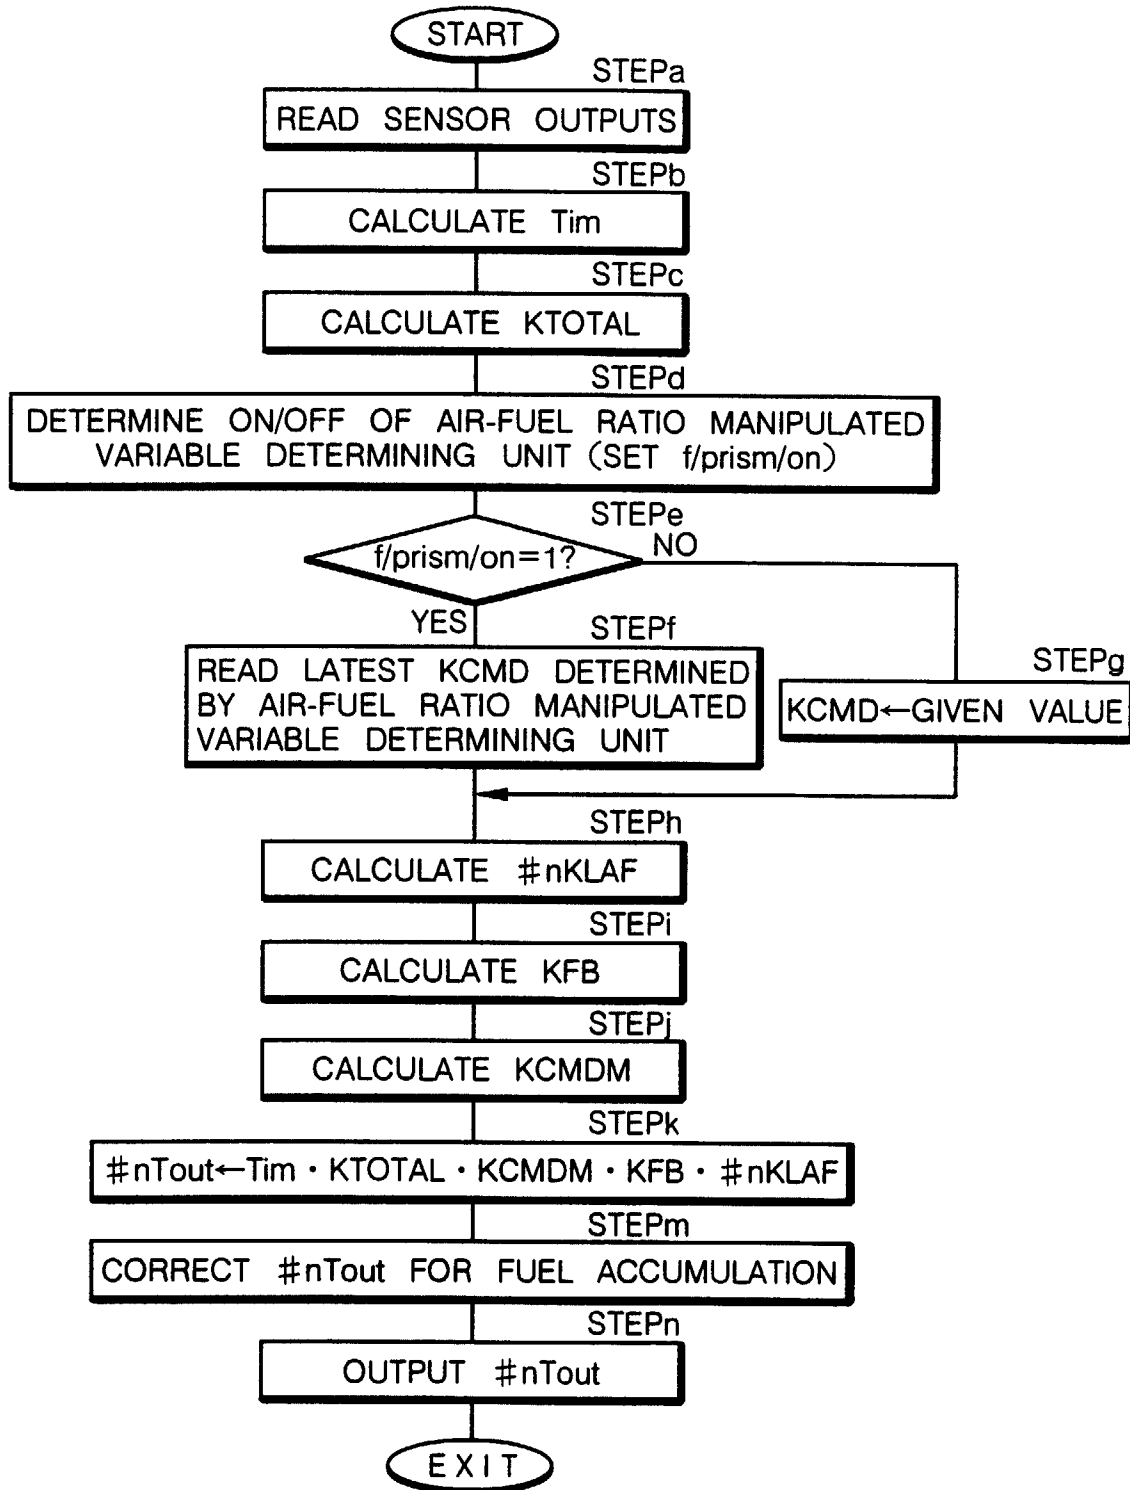 START
STEPa
READ SENSOR OUTPUTS
STEPb
CALCULATE Tim
STEPc
CALCULATE KTOTAL
STEPd
DETERMINE ON/OFF OF AIR-FUEL RATIO MANIPULATED
VARIABLE DETERMINING UNIT (SET f/prism/on)
STEPe
f/prism/on=1?
NO
YES
STEPf
READ LATEST KCMD DETERMINED
BY AIR-FUEL RATIO MANIPULATED
VARIABLE DETERMINING UNIT
STEPg
KCMD←GIVEN VALUE
STEPh
CALCULATE #nKLAF
STEPi
CALCULATE KFB
STEPj
CALCULATE KCMDM
STEPk
#nTout←Tim・KTOTAL・KCMDM・KFB・#nKLAF
STEPm
CORRECT #nTout FOR FUEL ACCUMULATION
STEPn
OUTPUT #nTout
EXIT